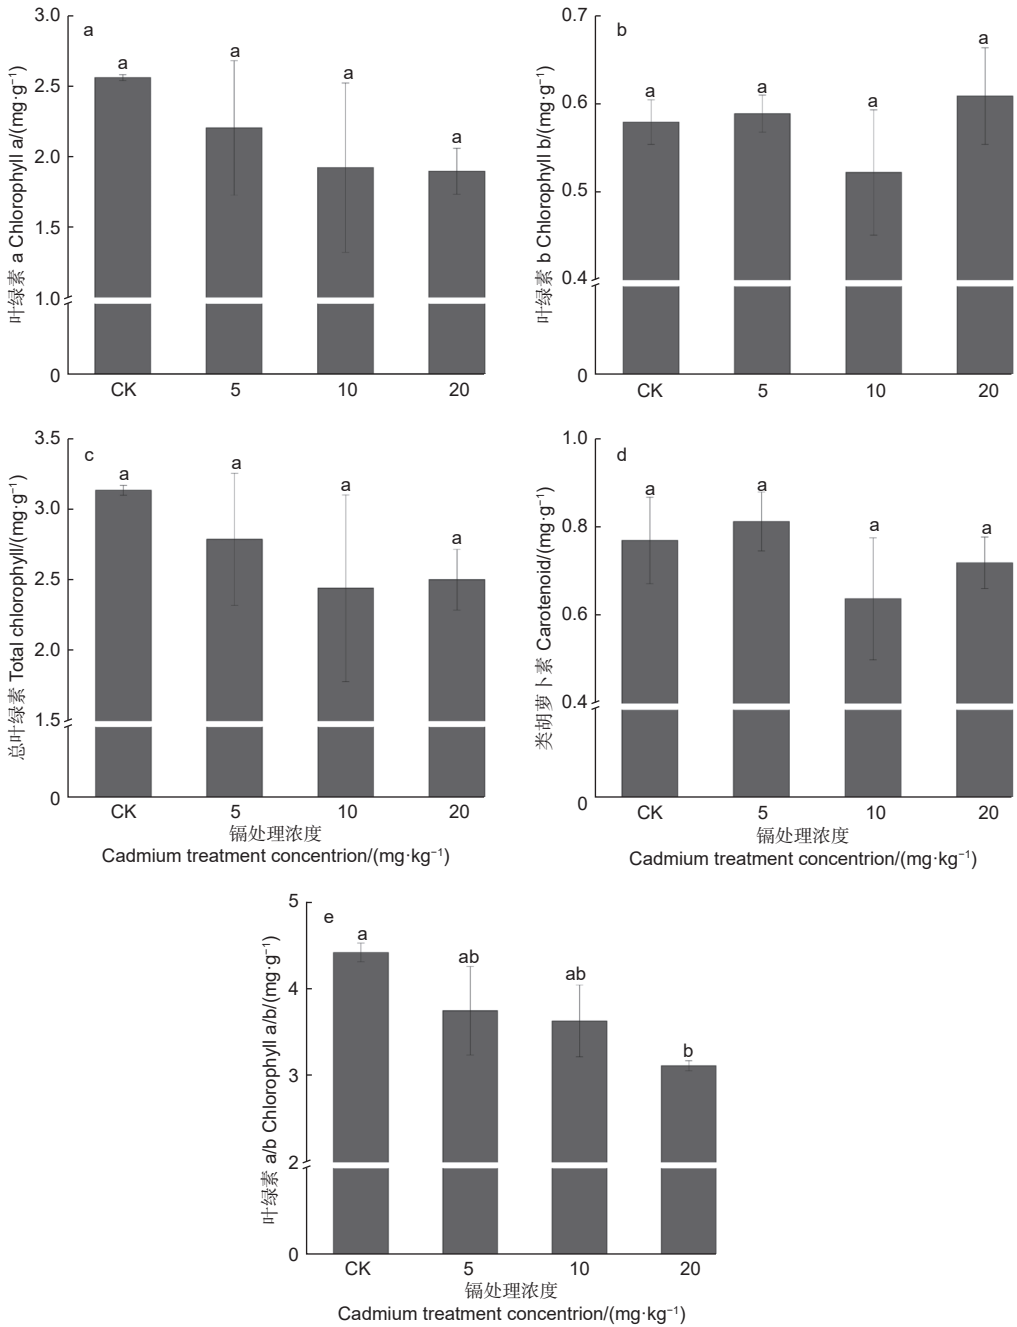 a
叶绿素 a Chlorophyll a/(mg·g⁻¹)
3.0
2.5
2.0
1.5
1.0
0
a
a
a
a
CK
5
10
20
b
叶绿素 b Chlorophyll b/(mg·g⁻¹)
0.7
0.6
0.5
0.4
0
a
a
a
a
CK
5
10
20
c
总叶绿素 Total chlorophyll/(mg·g⁻¹)
3.5
3.0
2.5
2.0
1.5
0
a
a
a
a
CK
5
10
20
镉处理浓度
Cadmium treatment concentrion/(mg·kg⁻¹)
d
类胡萝卜素 Carotenoid/(mg·g⁻¹)
1.0
0.8
0.6
0.4
0
a
a
a
a
CK
5
10
20
镉处理浓度
Cadmium treatment concentrion/(mg·kg⁻¹)
e
叶绿素 a/b Chlorophyll a/b/(mg·g⁻¹)
5
4
3
2
0
a
ab
ab
b
CK
5
10
20
镉处理浓度
Cadmium treatment concentrion/(mg·kg⁻¹)